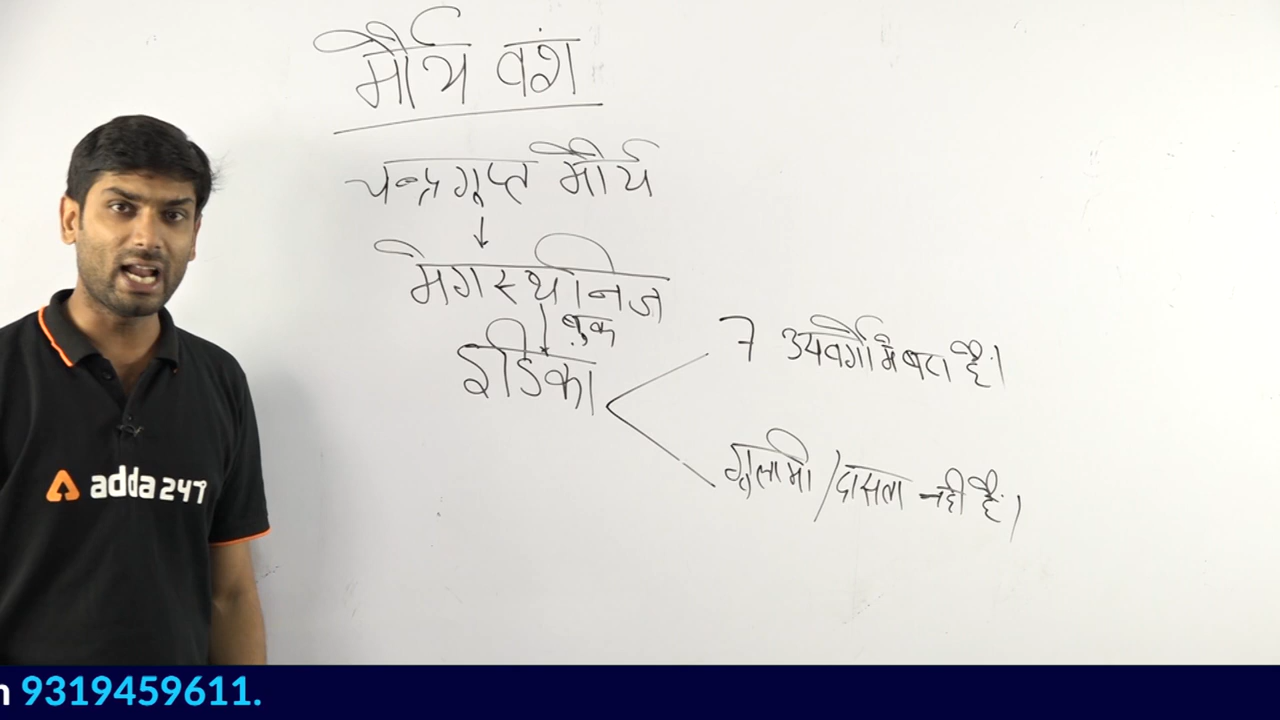 मौर्य वंश
चन्द्रगुप्त मौर्य
↓
मेगस्थनिज
↓ बुक
इंडिका
7 उपवर्गो मे बटा है।
गुलामी / दासता नही है।
adda247
9319459611.